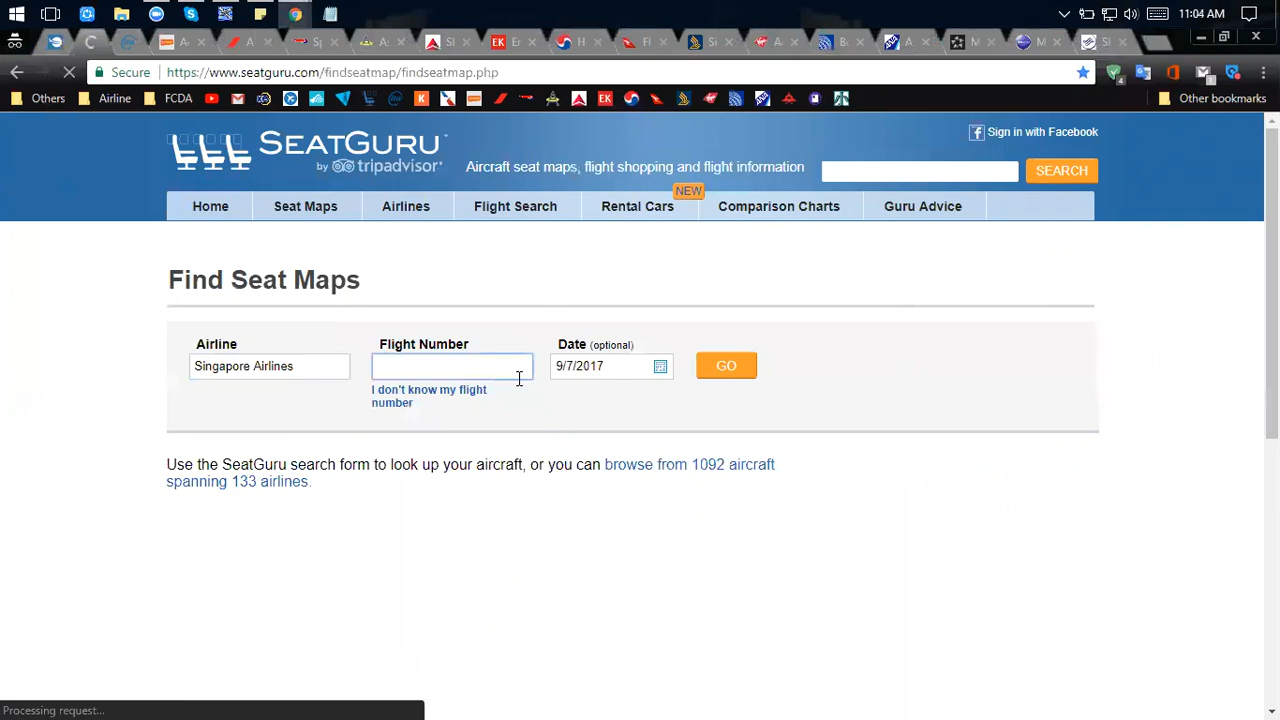 11:04 AM
Secure
https://www.seatguru.com/findseatmap/findseatmap.php
Others
Airline
FCDA
Other bookmarks
SEATGURU
by tripadvisor
Aircraft seat maps, flight shopping and flight information
Sign in with Facebook
SEARCH
NEW
Home
Seat Maps
Airlines
Flight Search
Rental Cars
Comparison Charts
Guru Advice
Find Seat Maps
Airline
Flight Number
Date (optional)
Singapore Airlines
9/7/2017
GO
I don't know my flight
number
Use the SeatGuru search form to look up your aircraft, or you can browse from 1092 aircraft
spanning 133 airlines.
Processing request...